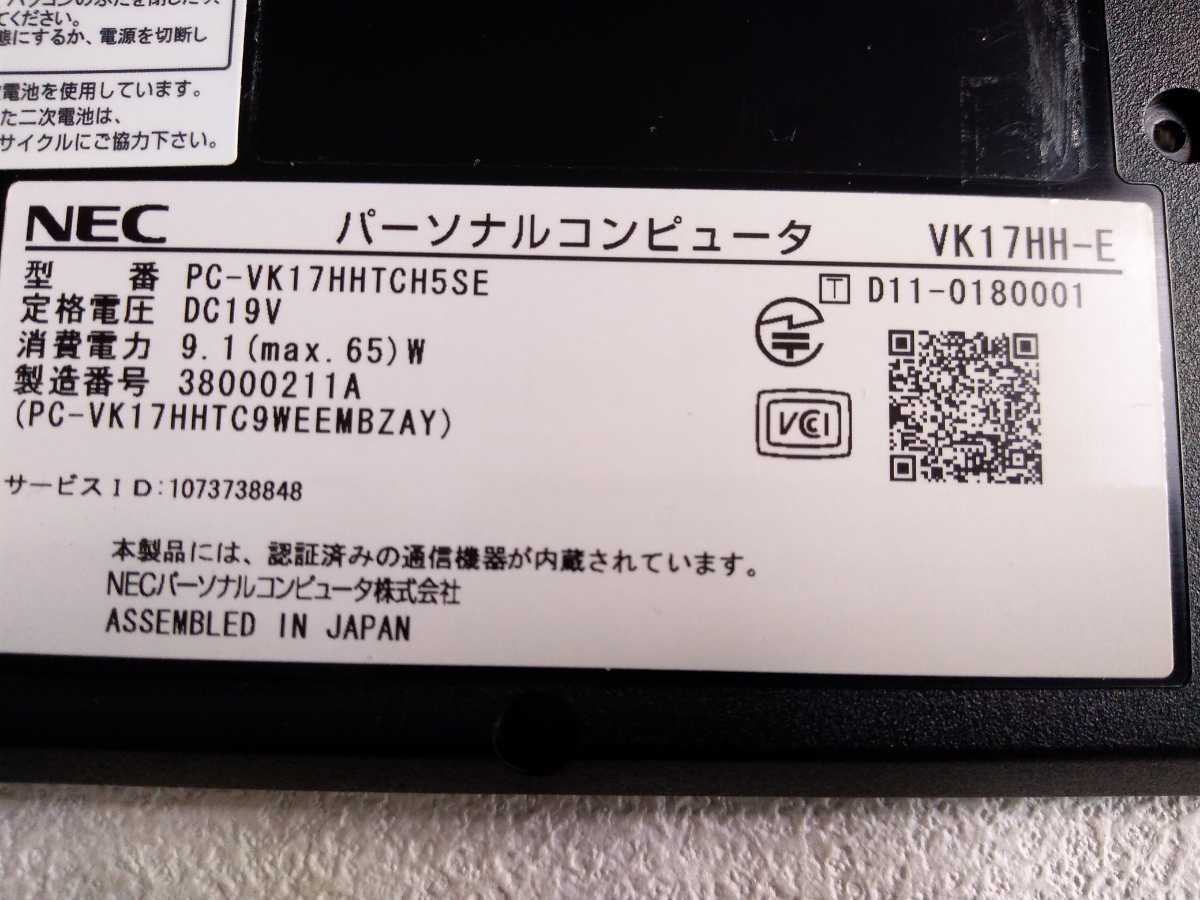 てください。
態にするか、電源を切断し
電池を使用しています。
た二次電池は、
サイクルにご協力下さい。
NEC パーソナルコンピュータ VK17HH-E
型 番 PC-VK17HHTCH5SE
T D11-0180001
定格電圧 DC19V
消費電力 9.1(max.65)W
製造番号 38000211A
(PC-VK17HHTC9WEEMBZAY)
VCCI
サービスＩＤ:1073738848
本製品には、認証済みの通信機器が内蔵されています。
NECパーソナルコンピュータ株式会社
ASSEMBLED IN JAPAN